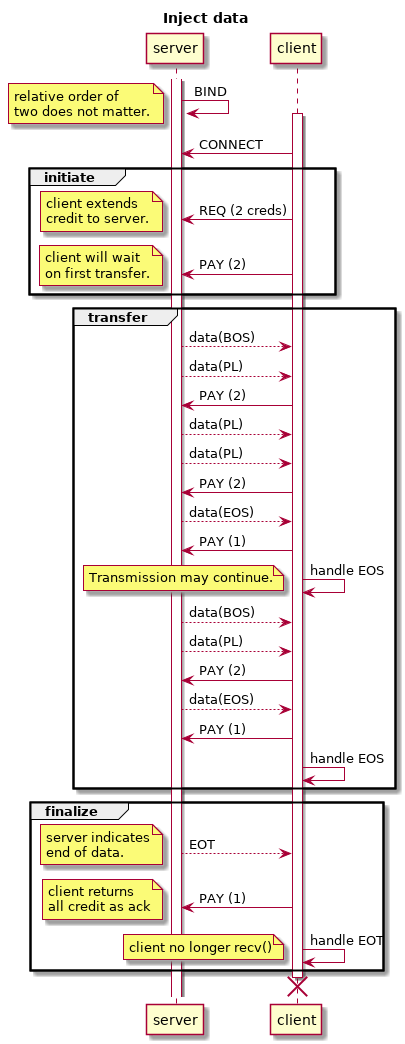 Inject data
server
client
BIND
relative order of
two does not matter.
CONNECT
initiate
client extends
credit to server.
REQ (2 creds)
client will wait
on first transfer.
PAY (2)
transfer
data(BOS)
data(PL)
PAY (2)
data(PL)
data(PL)
PAY (2)
data(EOS)
PAY (1)
handle EOS
Transmission may continue.
data(BOS)
data(PL)
PAY (2)
data(EOS)
PAY (1)
handle EOS
finalize
server indicates
end of data.
EOT
client returns
all credit as ack
PAY (1)
handle EOT
client no longer recv()
server
client